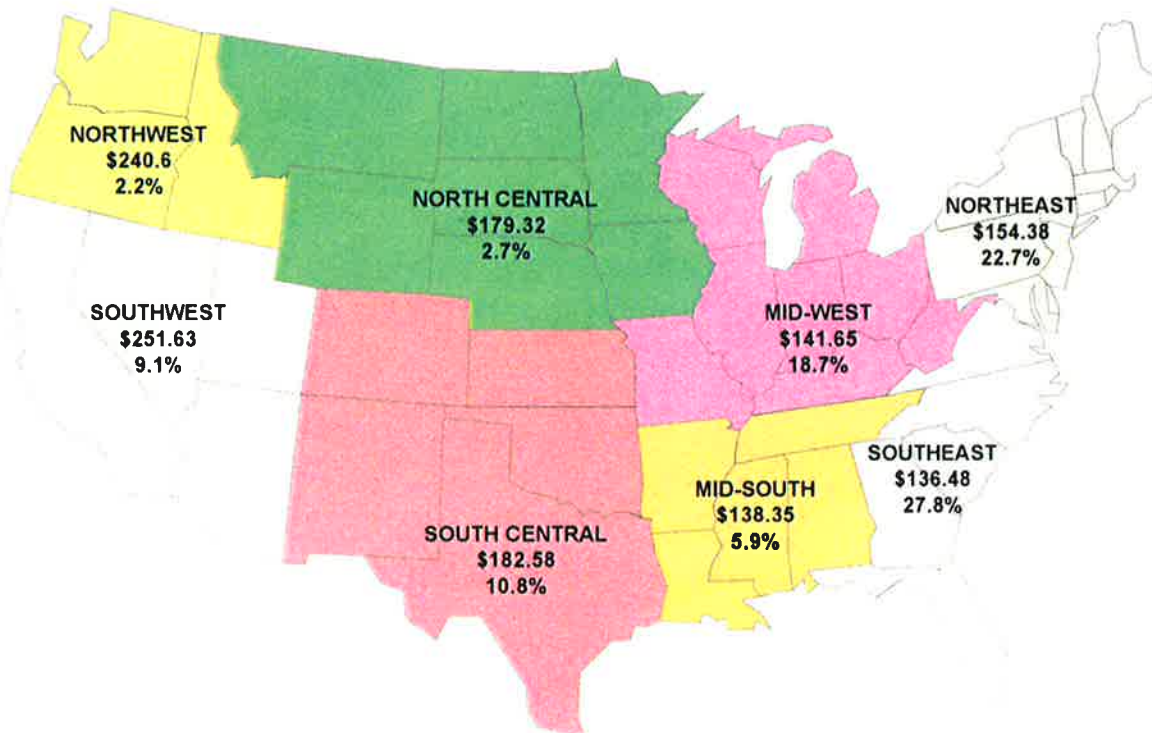 NORTHWEST
$240.6
2.2%
NORTH CENTRAL
$179.32
2.7%
NORTHEAST
$154.38
22.7%
SOUTHWEST
$251.63
9.1%
MID-WEST
$141.65
18.7%
SOUTHEAST
$136.48
27.8%
MID-SOUTH
$138.35
5.9%
SOUTH CENTRAL
$182.58
10.8%